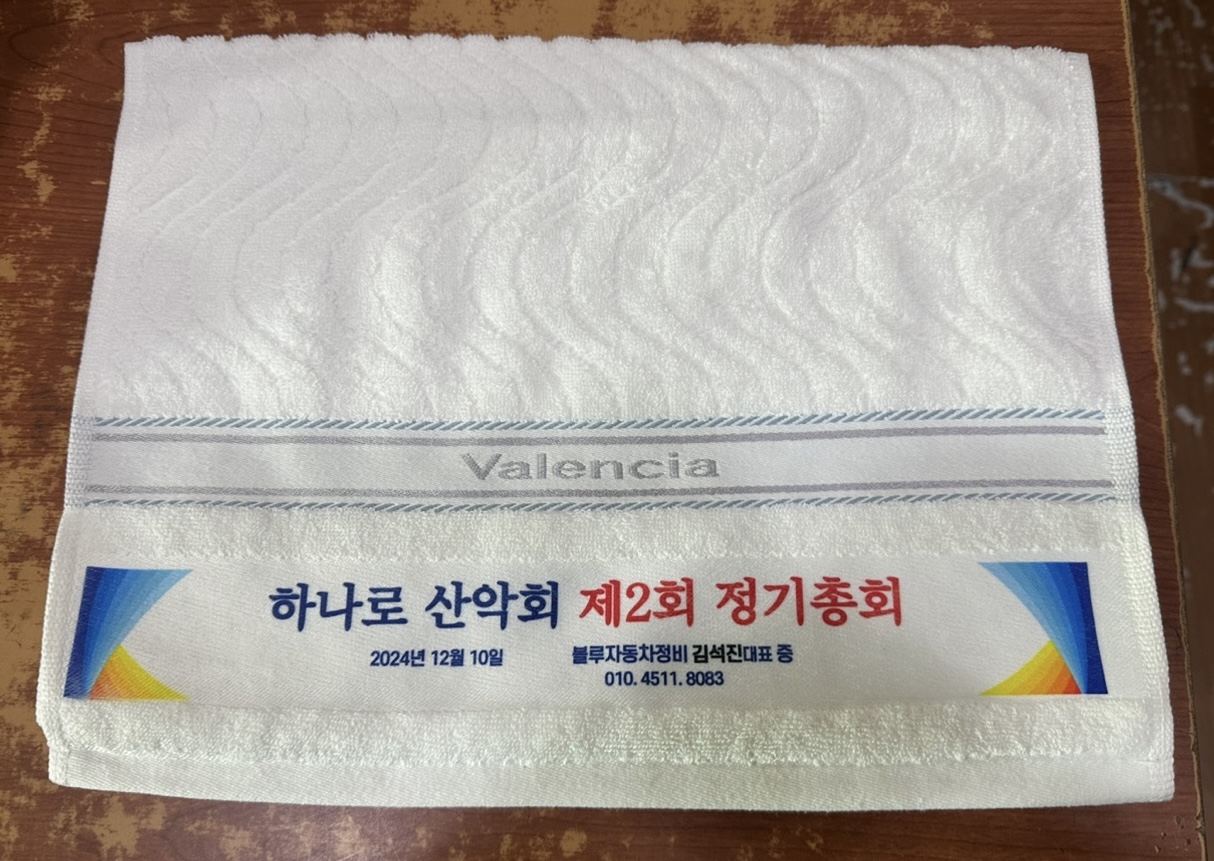 Valencia
하나로 산악회 제2회 정기총회
2024년 12월 10일 블루자동차정비 김석진대표 증
010. 4511. 8083